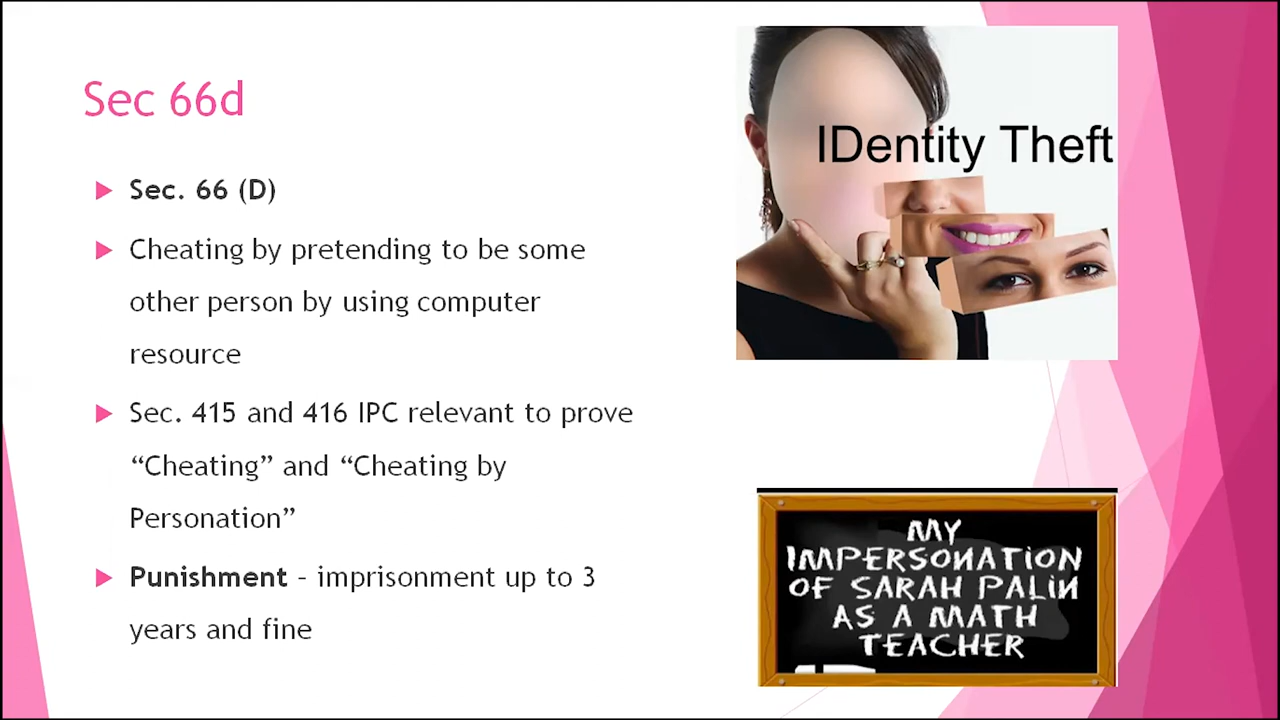 Sec 66d
Sec. 66 (D)
Cheating by pretending to be some
other person by using computer
resource
Sec. 415 and 416 IPC relevant to prove
“Cheating” and “Cheating by
Personation”
Punishment - imprisonment up to 3
years and fine
IDentity Theft
MY
IMPERSONATION
OF SARAH PALIN
AS A MATH
TEACHER